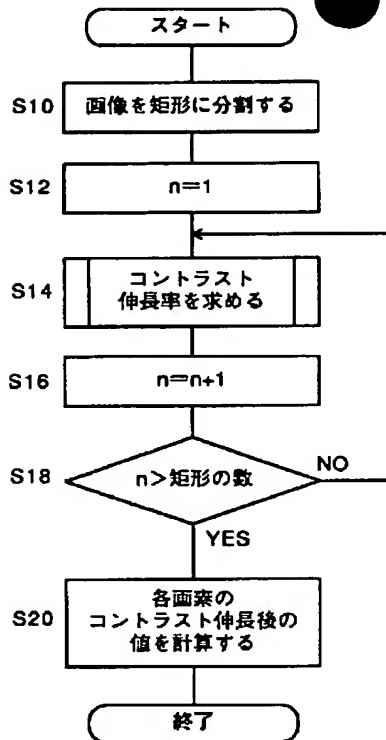 スタート
S10 画像を矩形に分割する
S12 n=1
S14 コントラスト
伸長率を求める
S16 n=n+1
S18 n>矩形の数 NO
YES
S20 各画素の
コントラスト伸長後の
値を計算する
終了